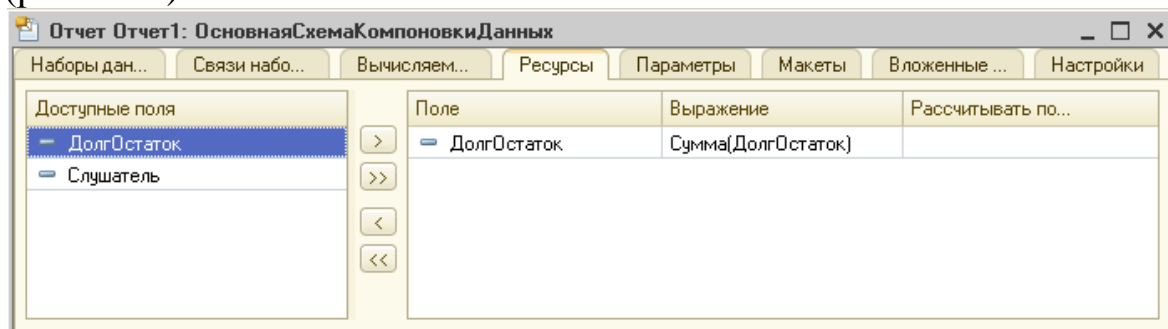 Отчет Отчет1: ОсновнаяСхемаКомпоновкиДанных
Наборы дан... Связи набо... Вычисляем... Ресурсы Параметры Макеты Вложенные ... Настройки
Доступные поля Поле Выражение Рассчитывать по...
ДолгОстаток > ДолгОстаток Сумма(ДолгОстаток)
Слушатель >>
<
<<